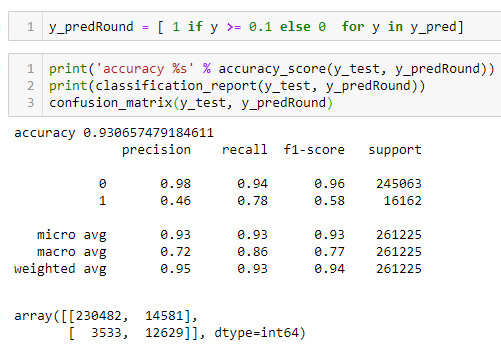 1 y_predRound = [ 1 if y >= 0.1 else 0  for y in y_pred]
1 print('accuracy %s' % accuracy_score(y_test, y_predRound))
2 print(classification_report(y_test, y_predRound))
3 confusion_matrix(y_test, y_predRound)
accuracy 0.930657479184611
precision    recall  f1-score   support
0       0.98      0.94      0.96    245063
1       0.46      0.78      0.58     16162
micro avg       0.93      0.93      0.93    261225
macro avg       0.72      0.86      0.77    261225
weighted avg       0.95      0.93      0.94    261225
array([[230482,  14581],
[  3533,  12629]], dtype=int64)